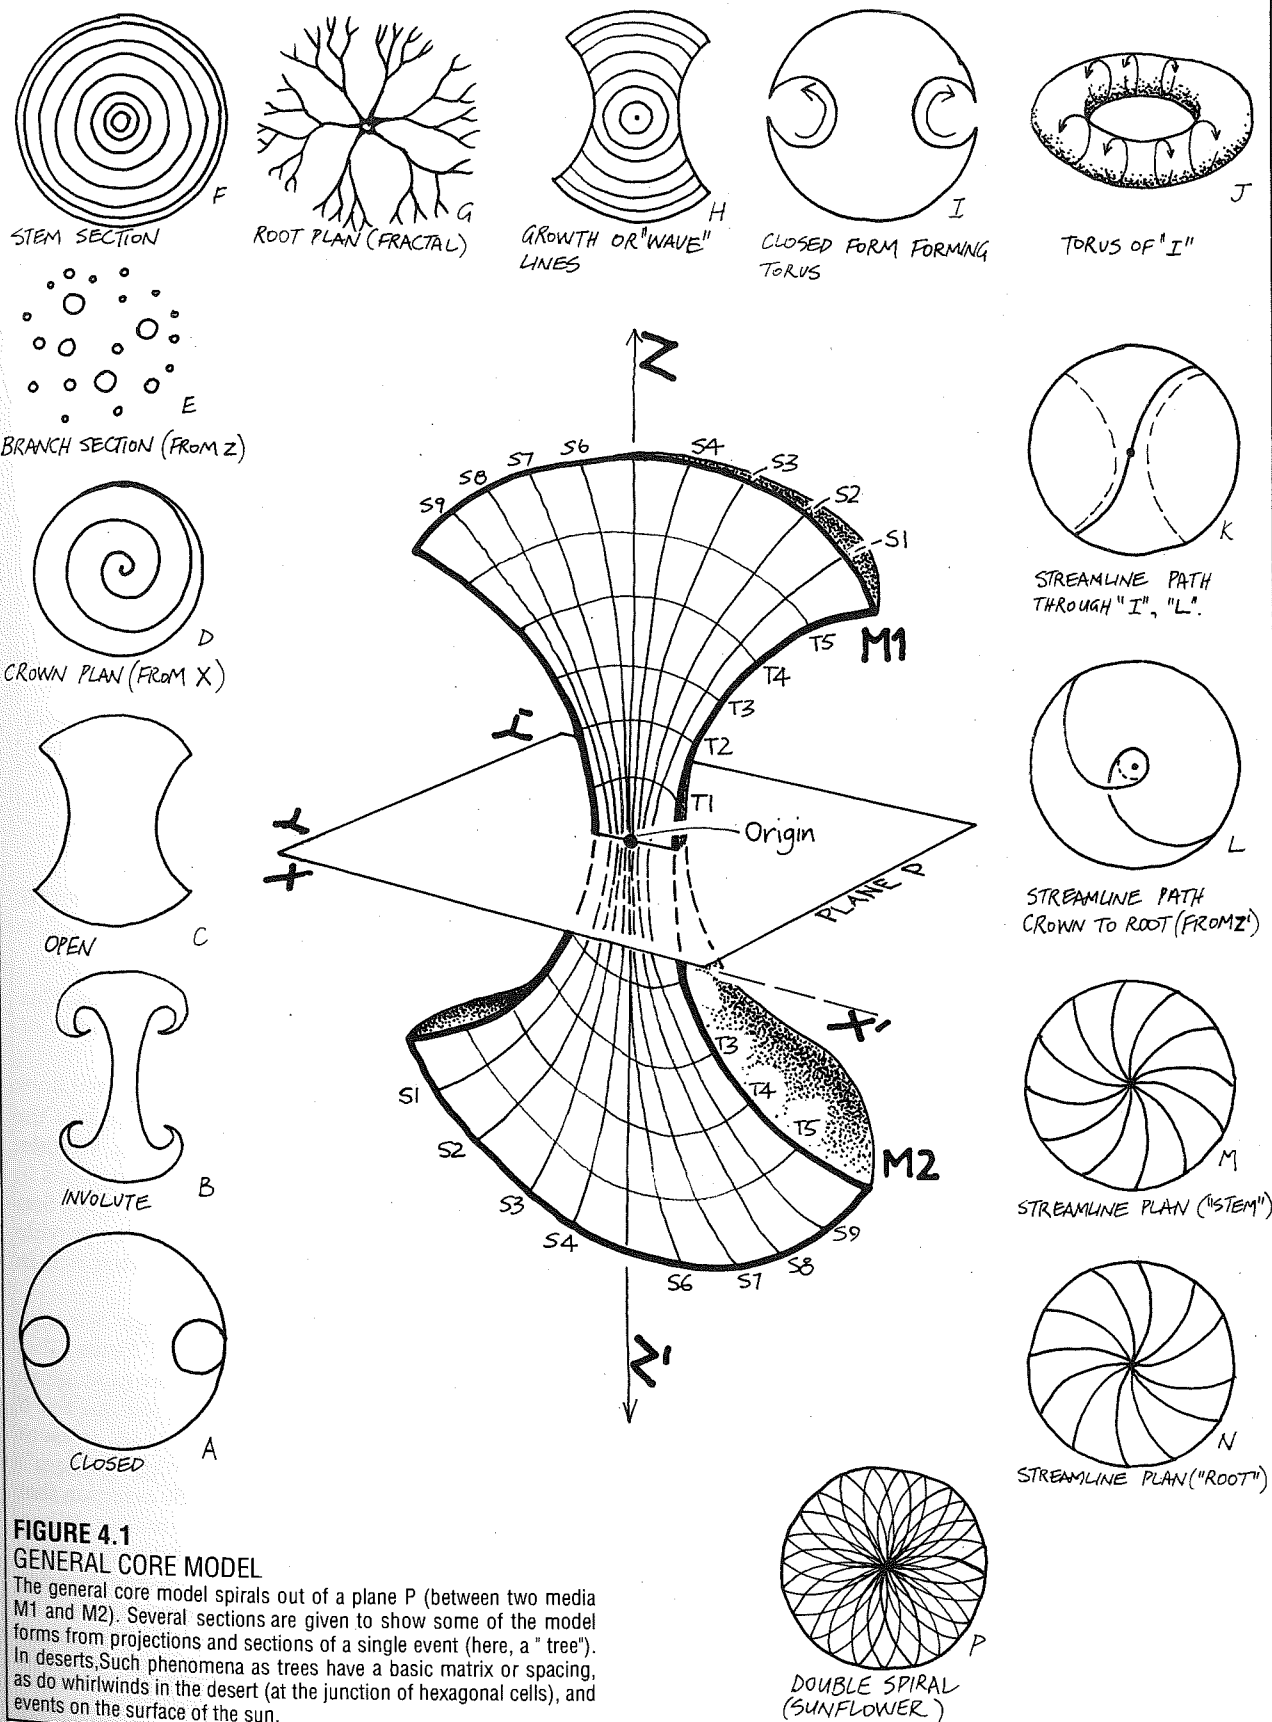 F
STEM SECTION
G
ROOT PLAN (FRACTAL)
H
GROWTH OR "WAVE"
LINES
I
CLOSED FORM FORMING
TORUS
J
TORUS OF "I"
E
BRANCH SECTION (FROM Z)
D
CROWN PLAN (FROM X)
C
OPEN
B
INVOLUTE
A
CLOSED
Z
S9
S8
S7
S6
S4
S3
S2
S1
T5
M1
T4
T3
T2
T1
Y'
Y
X
Origin
PLANE P
X'
T3
T4
T5
M2
S1
S2
S3
S4
S6
S7
S8
S9
Z'
K
STREAMLINE PATH
THROUGH "I", "L".
L
STREAMLINE PATH
CROWN TO ROOT (FROM Z')
M
STREAMLINE PLAN ("STEM")
N
STREAMLINE PLAN ("ROOT")
P
DOUBLE SPIRAL
(SUNFLOWER)
FIGURE 4.1
GENERAL CORE MODEL
The general core model spirals out of a plane P (between two media
M1 and M2). Several sections are given to show some of the model
forms from projections and sections of a single event (here, a " tree").
In deserts,Such phenomena as trees have a basic matrix or spacing,
as do whirlwinds in the desert (at the junction of hexagonal cells), and
events on the surface of the sun.